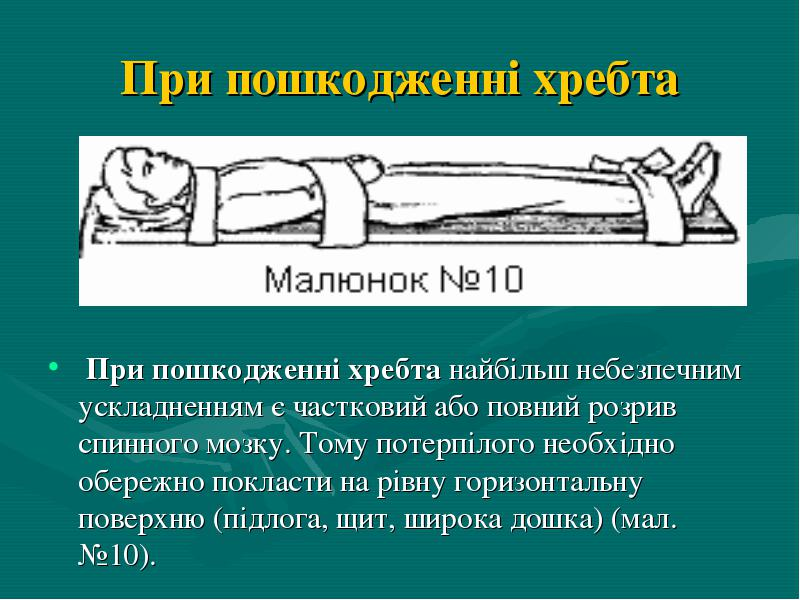 При пошкодженні хребта
Малюнок №10
• При пошкодженні хребта найбільш небезпечним
ускладненням є частковий або повний розрив
спинного мозку. Тому потерпілого необхідно
обережно покласти на рівну горизонтальну
поверхню (підлога, щит, широка дошка) (мал.
№10).